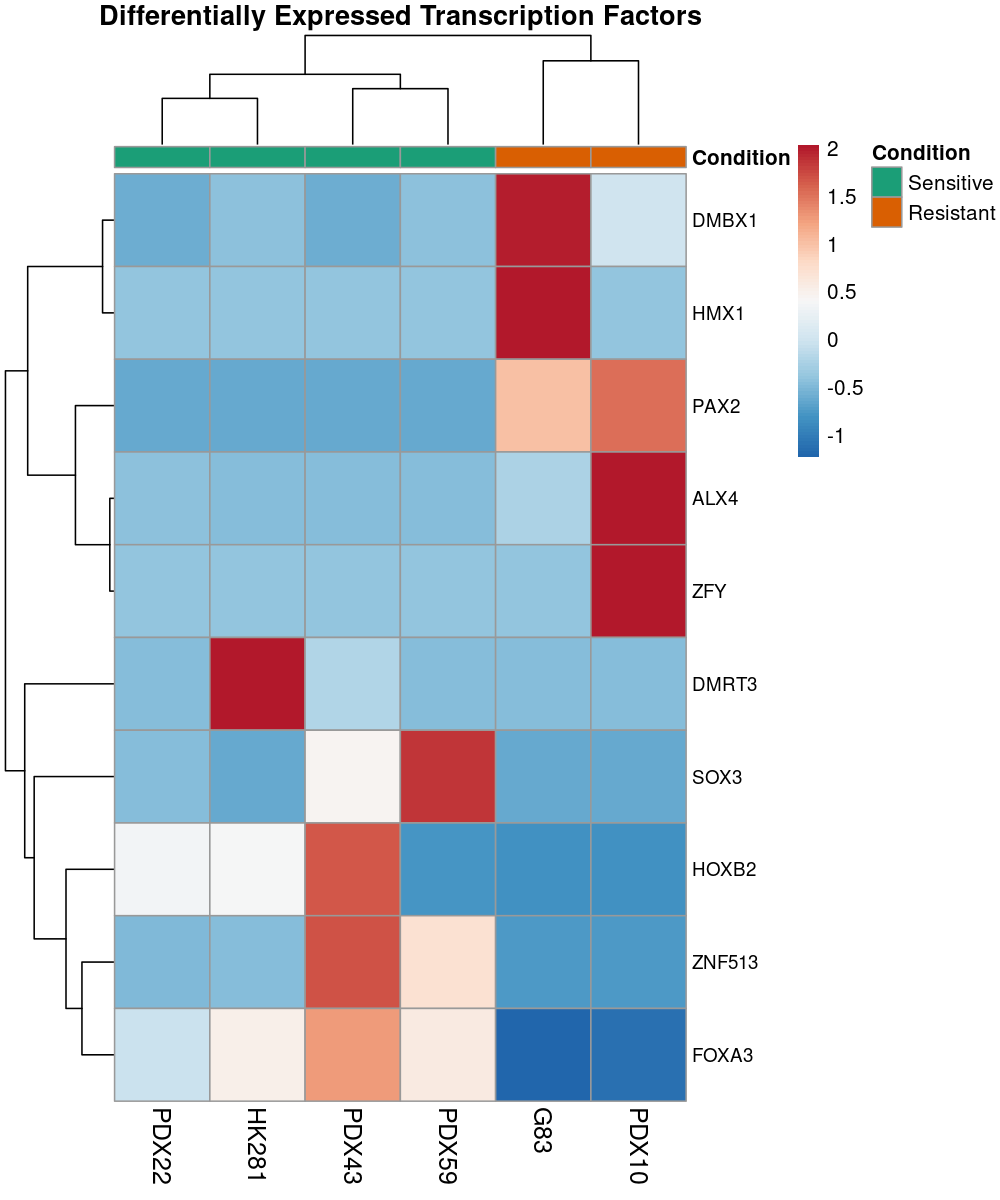 Differentially Expressed Transcription Factors
Condition
2
1.5
1
0.5
0
-0.5
-1
Condition
Sensitive
Resistant
DMBX1
HMX1
PAX2
ALX4
ZFY
DMRT3
SOX3
HOXB2
ZNF513
FOXA3
PDX22
HK281
PDX43
PDX59
G83
PDX10